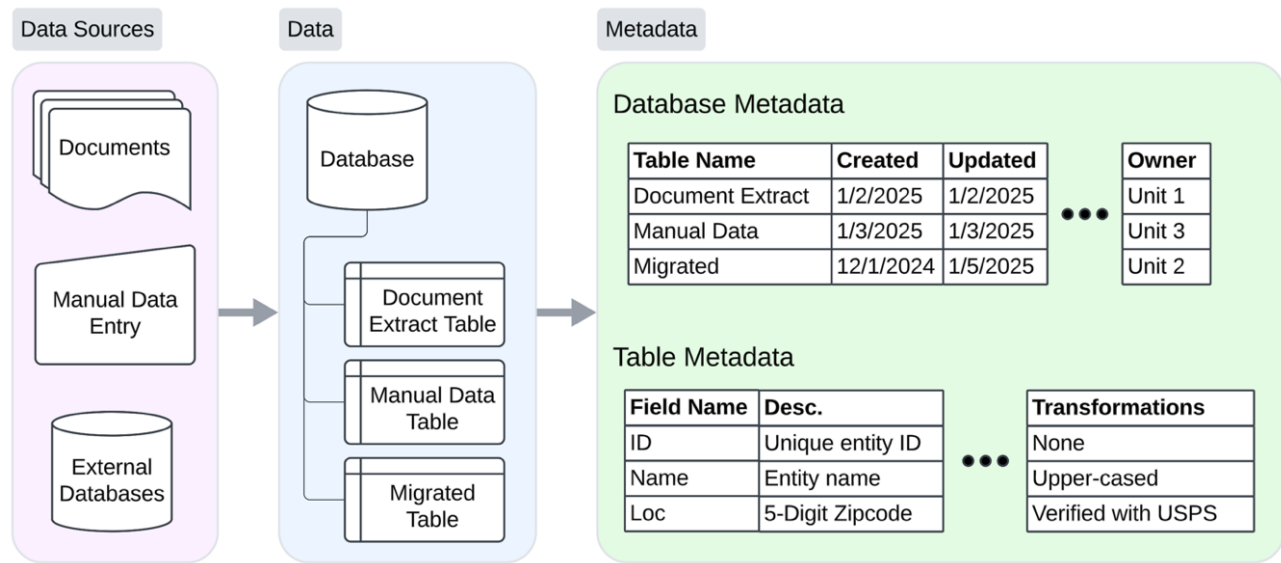 Data Sources
Data
Metadata
Documents
Manual Data
Entry
External
Databases
Database
Document
Extract Table
Manual Data
Table
Migrated
Table
Database Metadata
Table Name Created Updated Owner
Document Extract 1/2/2025 1/2/2025 Unit 1
Manual Data 1/3/2025 1/3/2025 Unit 3
Migrated 12/1/2024 1/5/2025 Unit 2
Table Metadata
Field Name Desc. Transformations
ID Unique entity ID None
Name Entity name Upper-cased
Loc 5-Digit Zipcode Verified with USPS